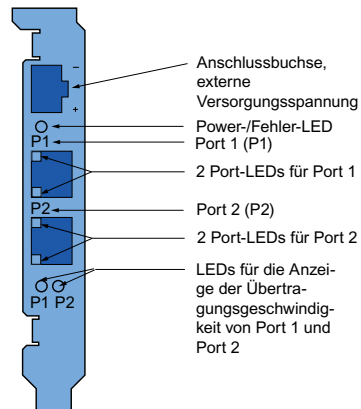 −
Anschlussbuchse,
externe
Versorgungsspannung
+
Power-/Fehler-LED
P1
Port 1 (P1)
2 Port-LEDs für Port 1
P2
Port 2 (P2)
2 Port-LEDs für Port 2
LEDs für die Anzei-
ge der Übertra-
gungsgeschwindig-
keit von Port 1 und
Port 2
P1 P2